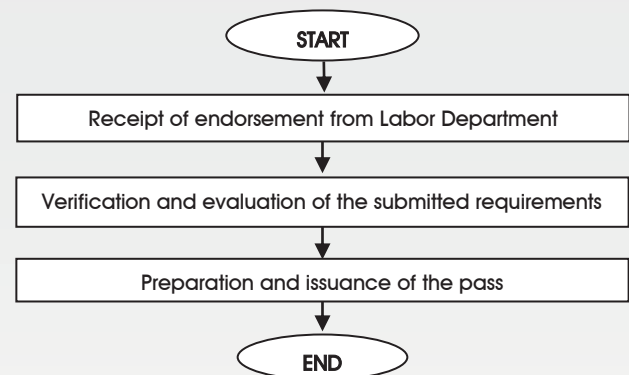 START
Receipt of endorsement from Labor Department
Verification and evaluation of the submitted requirements
Preparation and issuance of the pass
END